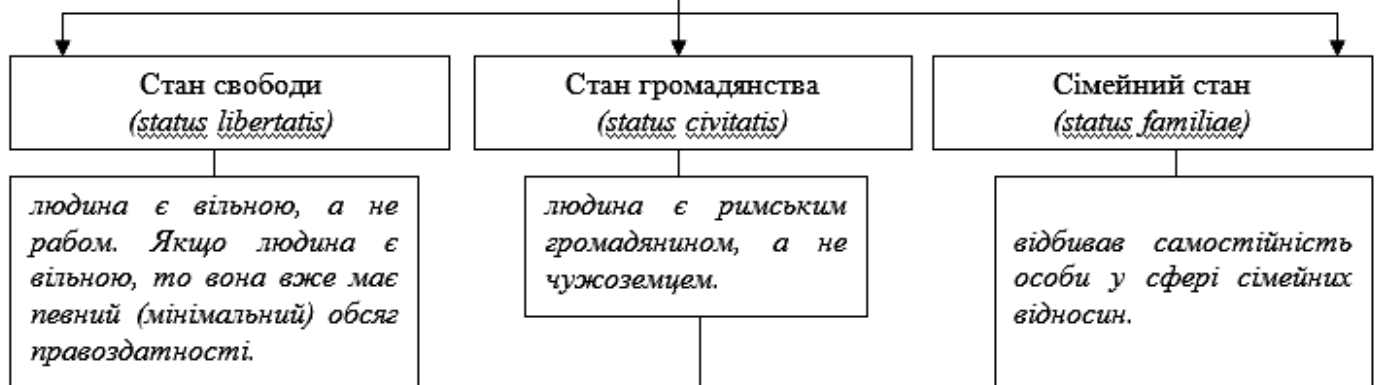 Стан свободи
(status libertatis)
людина є вільною, а не
рабом. Якщо людина є
вільною, то вона вже має
певний (мінімальний) обсяг
правоздатності.
Стан громадянства
(status civitatis)
людина є римським
громадянином, а не
чужоземцем.
Сімейний стан
(status familiae)
відбивав самостійність
особи у сфері сімейних
відносин.